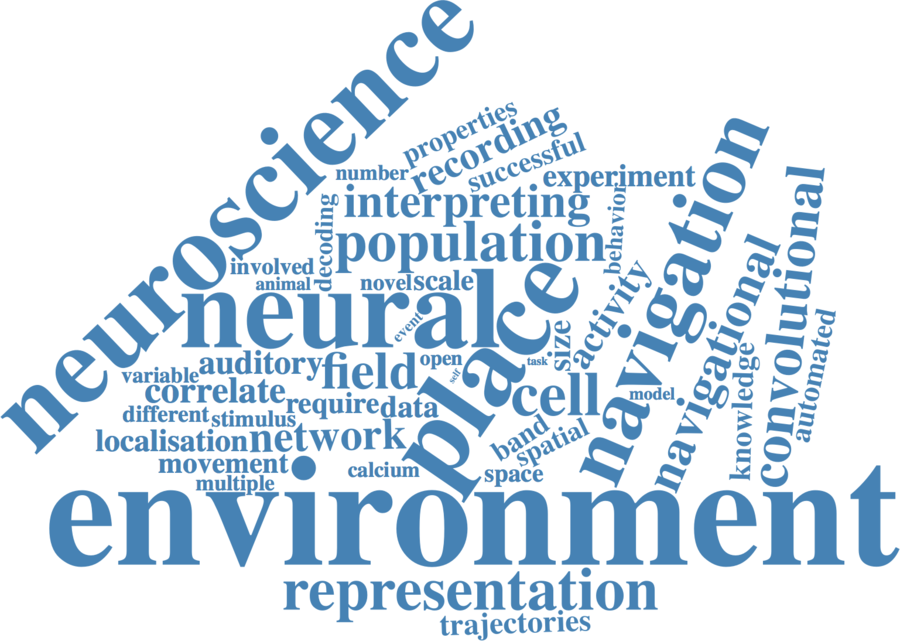 neuroscience
properties
recording
successful
number
experiment
interpreting
decoding
behavior
population
navigation
convolutional
involved
animal
novel
scale
neural
event
place
size
activity
navigational
automated
variable
auditory
field
open
self
task
correlate
cell
model
knowledge
different
stimulus
require
data
localisation
network
band
spatial
movement
calcium
space
multiple
environment
representation
trajectories